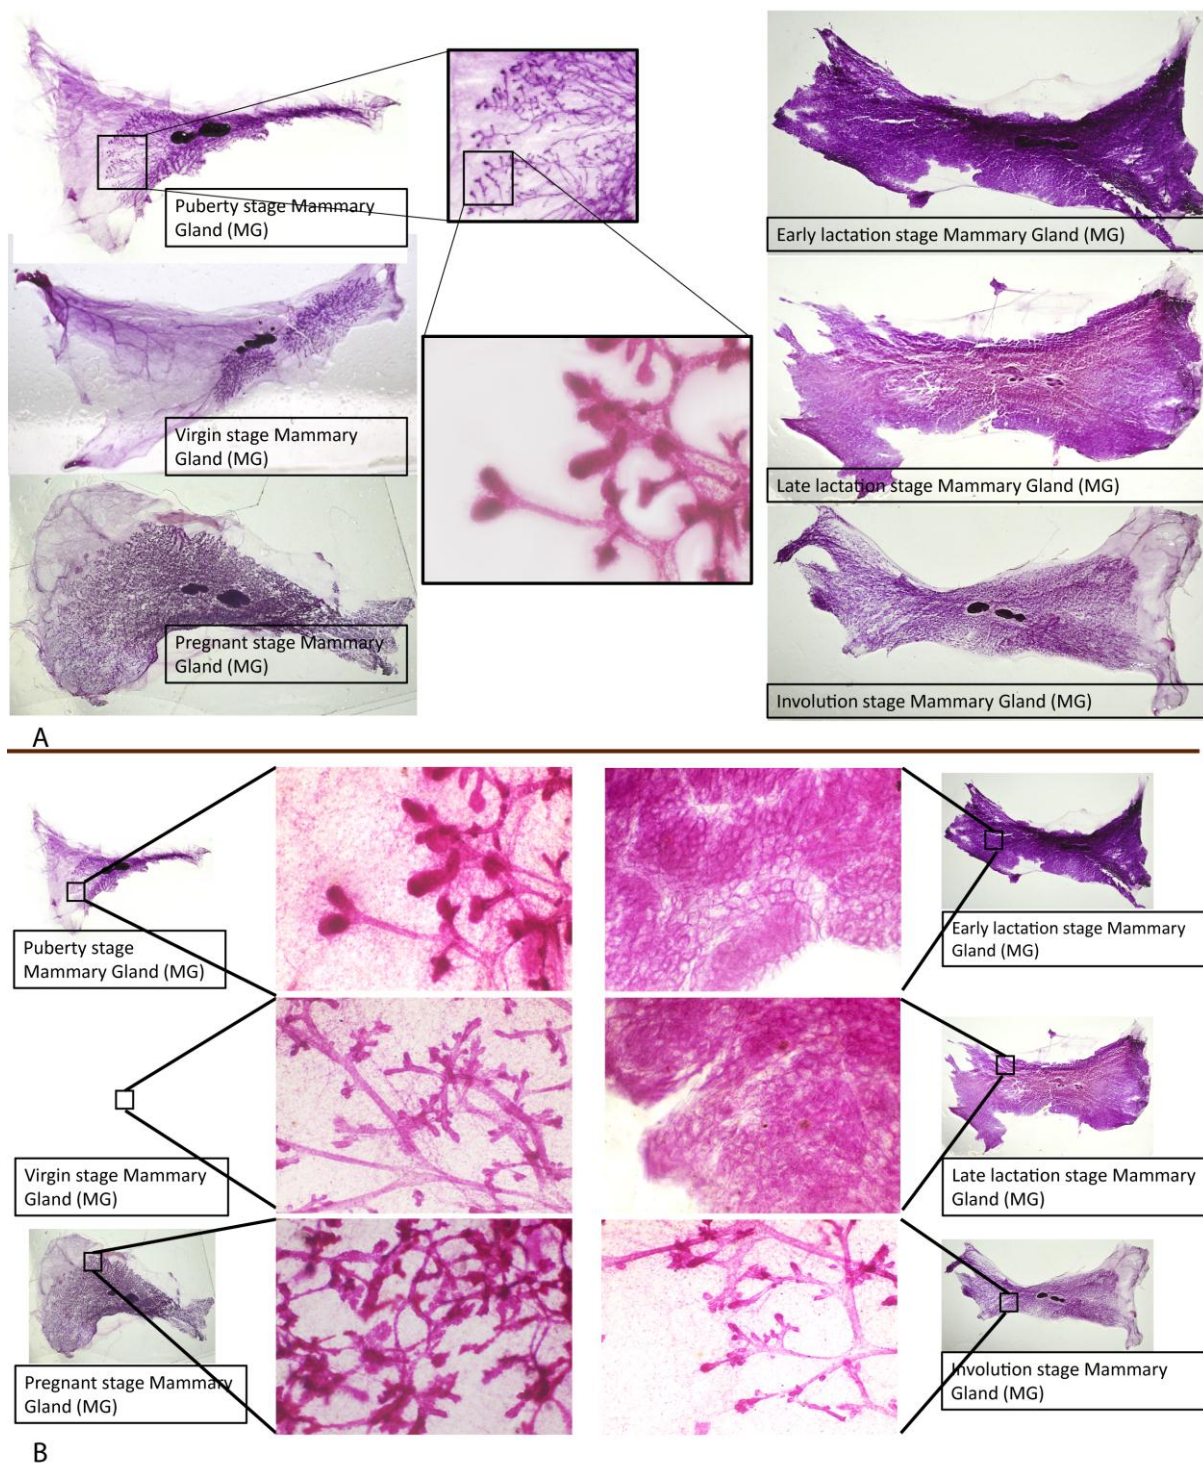 Puberty stage Mammary
Gland (MG)
Virgin stage Mammary
Gland (MG)
Pregnant stage Mammary
Gland (MG)
Early lactation stage Mammary Gland (MG)
Late lactation stage Mammary Gland (MG)
Involution stage Mammary Gland (MG)
A
Puberty stage
Mammary Gland (MG)
Virgin stage Mammary
Gland (MG)
Pregnant stage Mammary
Gland (MG)
Early lactation stage Mammary
Gland (MG)
Late lactation stage Mammary
Gland (MG)
Involution stage Mammary
Gland (MG)
B